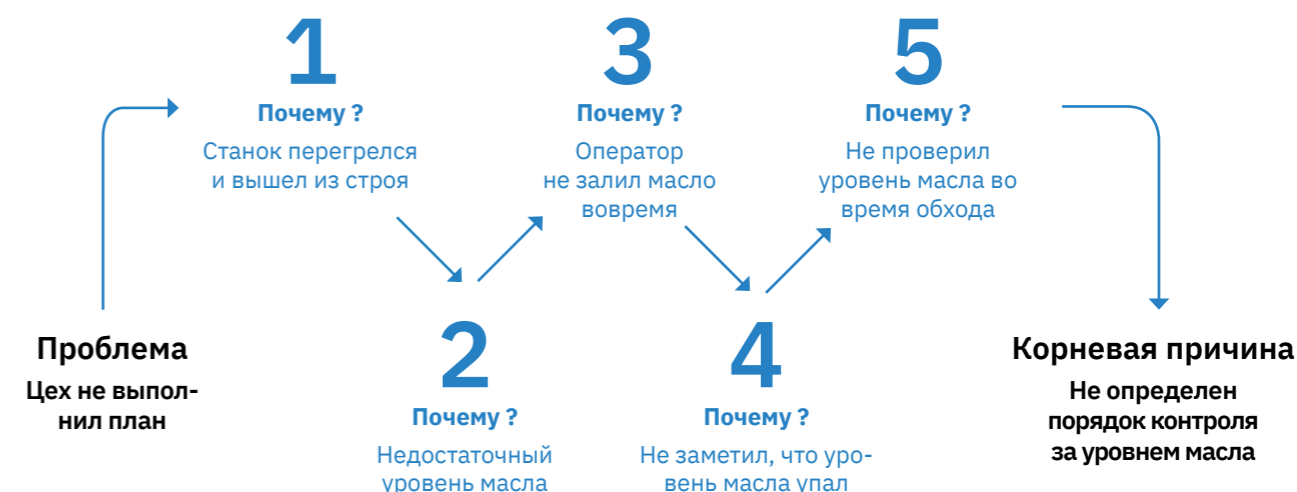 1
Почему ?
Станок перегрелся
и вышел из строя
3
Почему ?
Оператор
не залил масло
вовремя
5
Почему ?
Не проверил
уровень масла во
время обхода
Проблема
Цех не выпол-
нил план
2
Почему ?
Недостаточный
уровень масла
4
Почему ?
Не заметил, что уро-
вень масла упал
Корневая причина
Не определен
порядок контроля
за уровнем масла